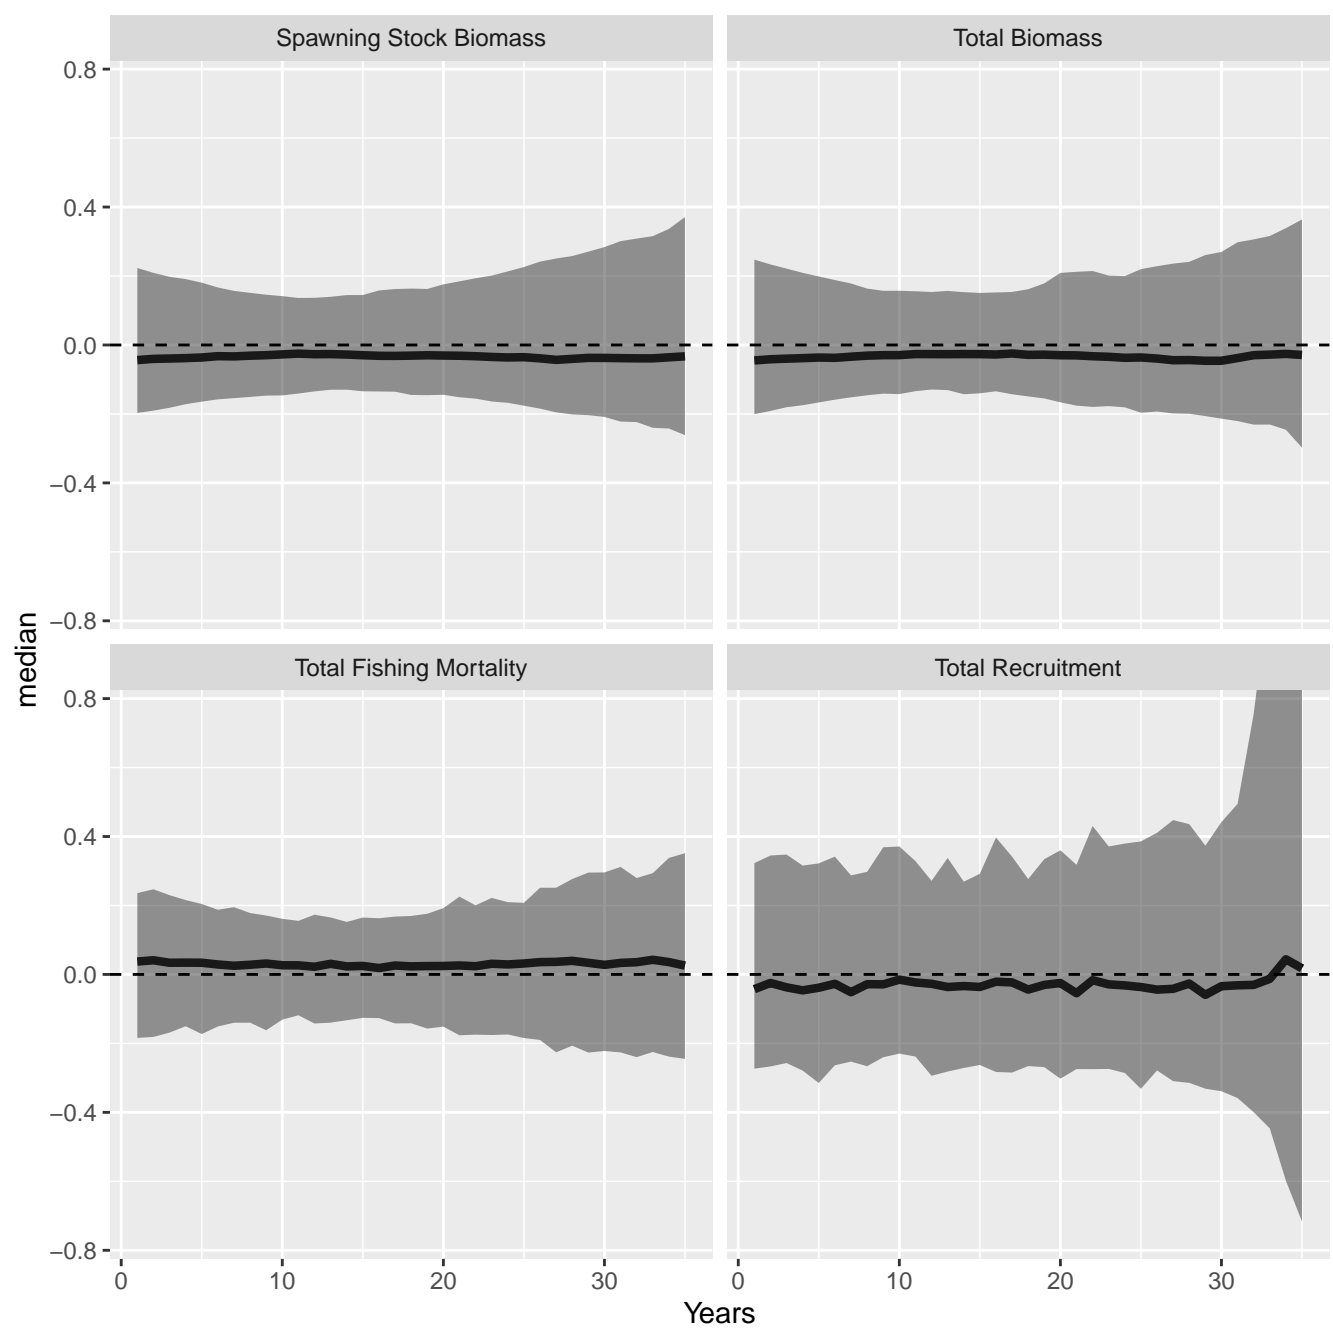 Spawning Stock Biomass
Total Biomass
0.8
0.4
0.0
−0.4
−0.8
median
Total Fishing Mortality
Total Recruitment
0.8
0.4
0.0
−0.4
−0.8
0 10 20 30
0 10 20 30
Years